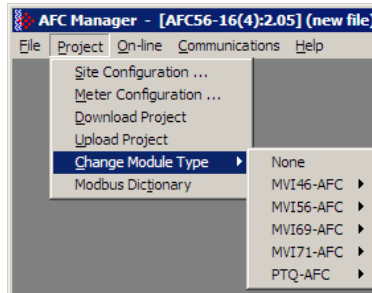 AFC Manager - [AFC56-16(4):2.05] (new file)
File Project On-line Communications Help
Site Configuration ...
Meter Configuration ...
Download Project
Upload Project
Change Module Type
Modbus Dictionary
None
MVI46-AFC
MVI56-AFC
MVI69-AFC
MVI71-AFC
PTQ-AFC